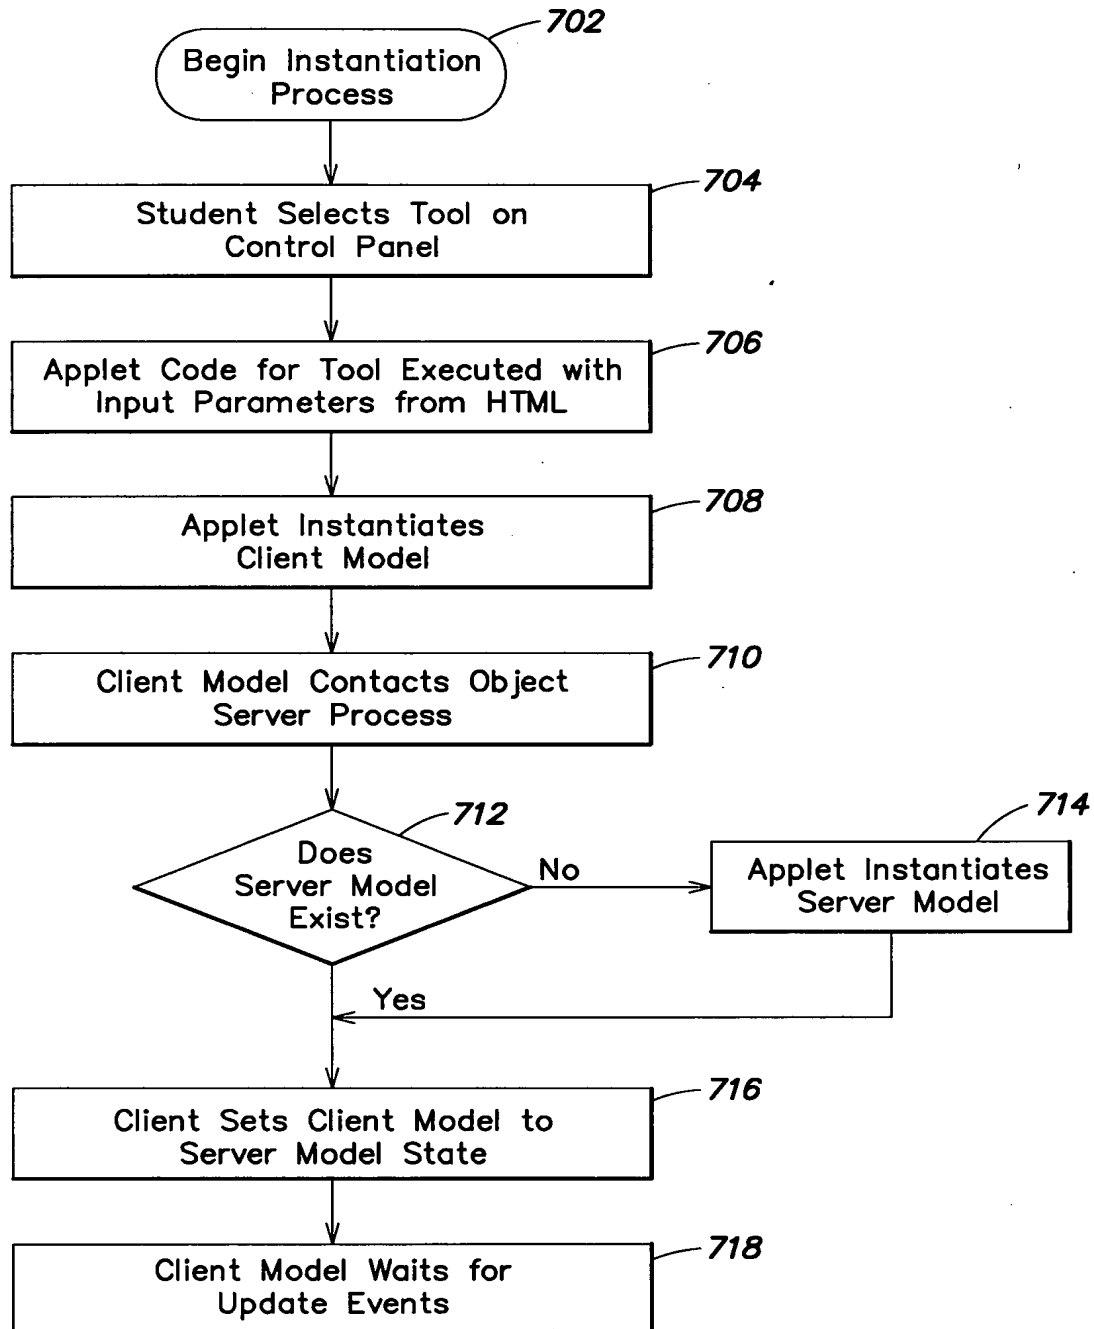 702
Begin Instantiation
Process
704
Student Selects Tool on
Control Panel
706
Applet Code for Tool Executed with
Input Parameters from HTML
708
Applet Instantiates
Client Model
710
Client Model Contacts Object
Server Process
712
Does
Server Model
Exist?
No
714
Applet Instantiates
Server Model
Yes
716
Client Sets Client Model to
Server Model State
718
Client Model Waits for
Update Events